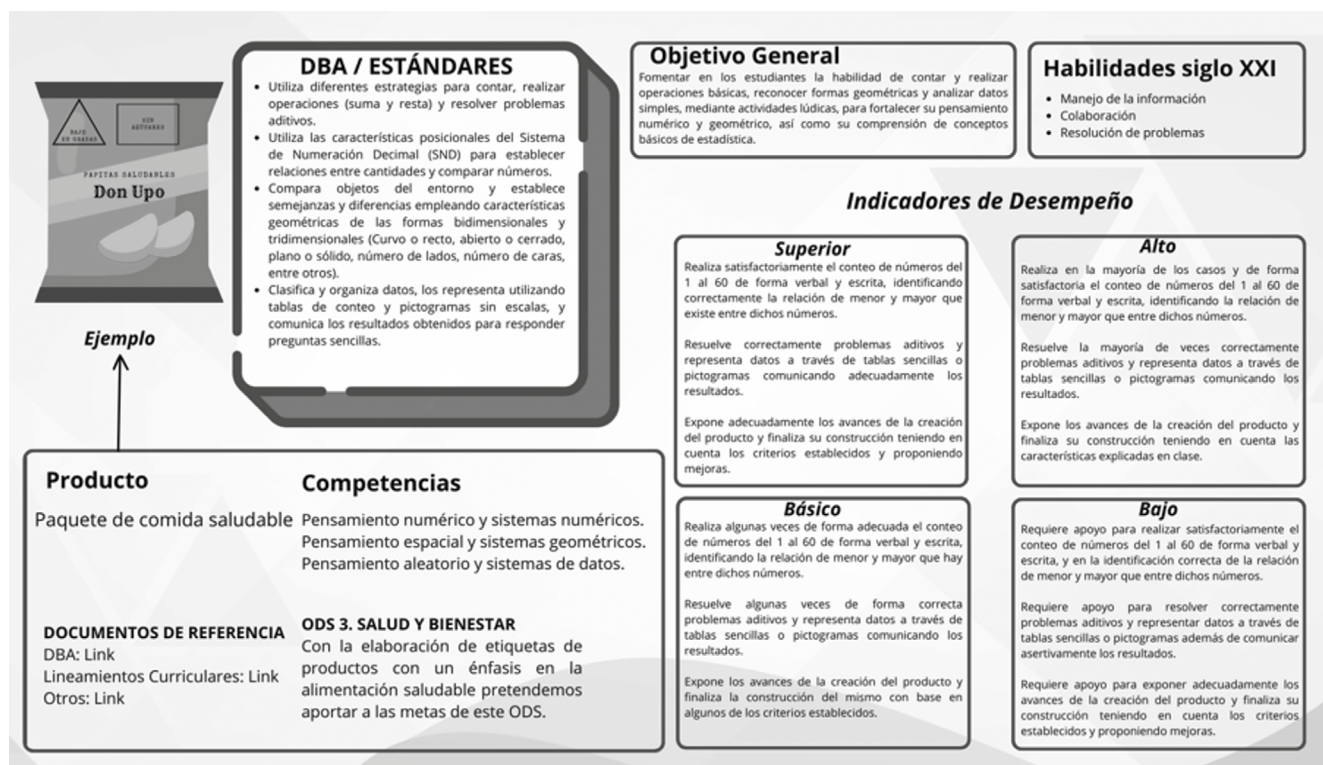 BAJO
EN GRASAS
SIN
AZUCARES
PAPITAS SALUDABLES
Don Upo
Ejemplo
DBA / ESTÁNDARES
• Utiliza diferentes estrategias para contar, realizar
operaciones (suma y resta) y resolver problemas
aditivos.
• Utiliza las características posicionales del Sistema
de Numeración Decimal (SND) para establecer
relaciones entre cantidades y comparar números.
• Compara objetos del entorno y establece
semejanzas y diferencias empleando características
geométricas de las formas bidimensionales y
tridimensionales (Curvo o recto, abierto o cerrado,
plano o sólido, número de lados, número de caras,
entre otros).
• Clasifica y organiza datos, los representa utilizando
tablas de conteo y pictogramas sin escalas, y
comunica los resultados obtenidos para responder
preguntas sencillas.
Objetivo General
Fomentar en los estudiantes la habilidad de contar y realizar
operaciones básicas, reconocer formas geométricas y analizar datos
simples, mediante actividades lúdicas, para fortalecer su pensamiento
numérico y geométrico, así como su comprensión de conceptos
básicos de estadística.
Habilidades siglo XXI
• Manejo de la información
• Colaboración
• Resolución de problemas
Indicadores de Desempeño
Superior
Realiza satisfactoriamente el conteo de números del
1 al 60 de forma verbal y escrita, identificando
correctamente la relación de menor y mayor que
existe entre dichos números.
Resuelve correctamente problemas aditivos y
representa datos a través de tablas sencillas o
pictogramas comunicando adecuadamente los
resultados.
Expone adecuadamente los avances de la creación
del producto y finaliza su construcción teniendo en
cuenta los criterios establecidos y proponiendo
mejoras.
Alto
Realiza en la mayoría de los casos y de forma
satisfactoria el conteo de números del 1 al 60 de
forma verbal y escrita, identificando la relación de
menor y mayor que existe entre dichos números.
Resuelve la mayoría de veces correctamente
problemas aditivos y representa datos a través de
tablas sencillas o pictogramas comunicando los
resultados.
Expone los avances de la creación del producto y
finaliza su construcción teniendo en cuenta las
características explicadas en clase.
Básico
Realiza algunas veces de forma adecuada el conteo
de números del 1 al 60 de forma verbal y escrita,
identificando la relación de menor y mayor que hay
entre dichos números.
Resuelve algunas veces de forma correcta
problemas aditivos y representa datos a través de
tablas sencillas o pictogramas comunicando los
resultados.
Expone los avances de la creación del producto y
finaliza la construcción del mismo con base en
algunos de los criterios establecidos.
Bajo
Requiere apoyo para realizar satisfactoriamente el
conteo de números del 1 al 60 de forma verbal y
escrita, y en la identificación correcta de la relación
de menor y mayor que entre dichos números.
Requiere apoyo para resolver correctamente
problemas aditivos y representar datos a través de
tablas sencillas o pictogramas además de comunicar
asertivamente los resultados.
Requiere apoyo para exponer adecuadamente los
avances de la creación del producto y finaliza su
construcción teniendo en cuenta los criterios
establecidos y proponiendo mejoras.
Producto
Paquete de comida saludable
DOCUMENTOS DE REFERENCIA
DBA: Link
Lineamientos Curriculares: Link
Otros: Link
Competencias
Pensamiento numérico y sistemas numéricos.
Pensamiento espacial y sistemas geométricos.
Pensamiento aleatorio y sistemas de datos.
ODS 3. SALUD Y BIENESTAR
Con la elaboración de etiquetas de
productos con un énfasis en la
alimentación saludable pretendemos
aportar a las metas de este ODS.